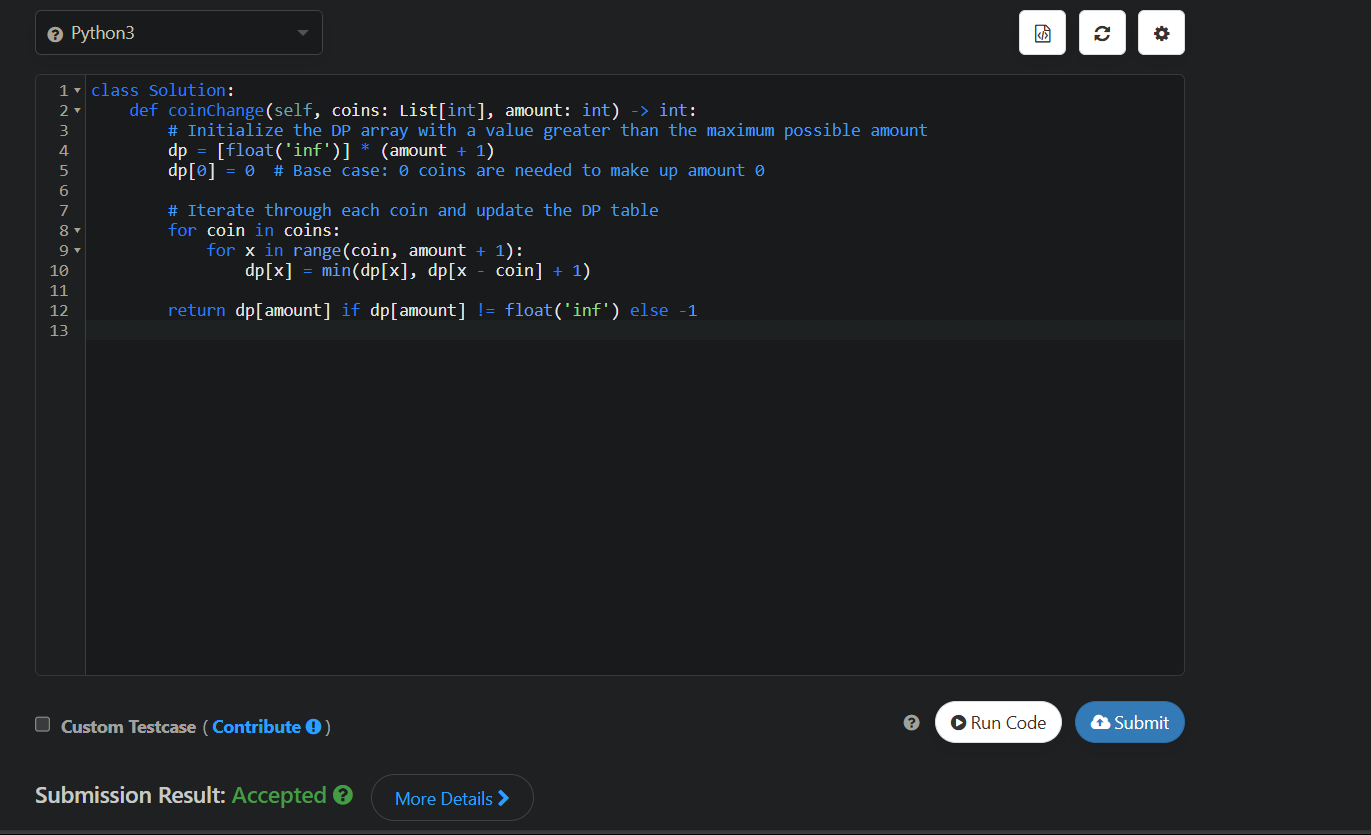 Python3
1 class Solution:
2     def coinChange(self, coins: List[int], amount: int) -> int:
3         # Initialize the DP array with a value greater than the maximum possible amount
4         dp = [float('inf')] * (amount + 1)
5         dp[0] = 0  # Base case: 0 coins are needed to make up amount 0
6
7         # Iterate through each coin and update the DP table
8         for coin in coins:
9             for x in range(coin, amount + 1):
10                 dp[x] = min(dp[x], dp[x - coin] + 1)
11
12         return dp[amount] if dp[amount] != float('inf') else -1
13
Custom Testcase ( Contribute )
Run Code
Submit
Submission Result: Accepted
More Details